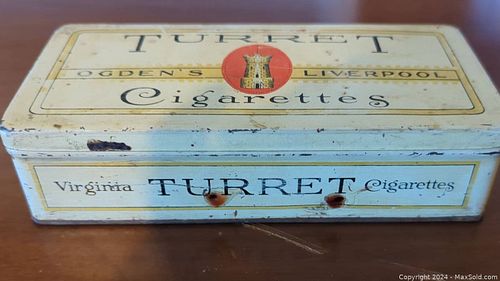 TURRET
OGDEN'S LIVERPOOL
Cigarettes
Virginia TURRET Cigarettes
Copyright © 2024 - MaxSold.com